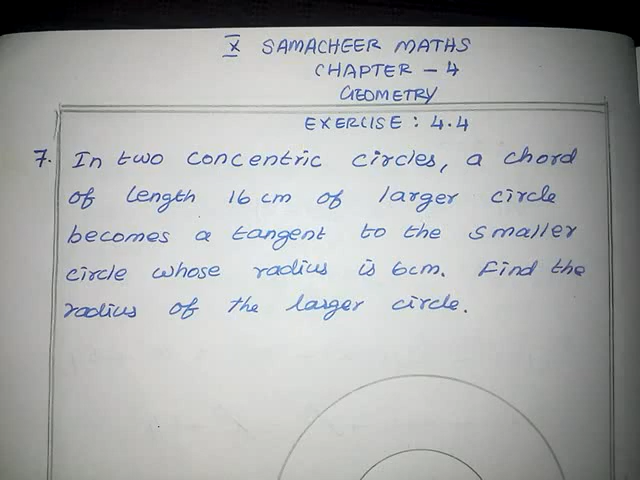 X SAMACHEER MATHS
CHAPTER - 4
GEOMETRY
EXERCISE : 4.4
7. In two concentric circles, a chord
of length 16 cm of larger circle
becomes a tangent to the smaller
circle whose radius is 6cm. Find the
radius of the larger circle.